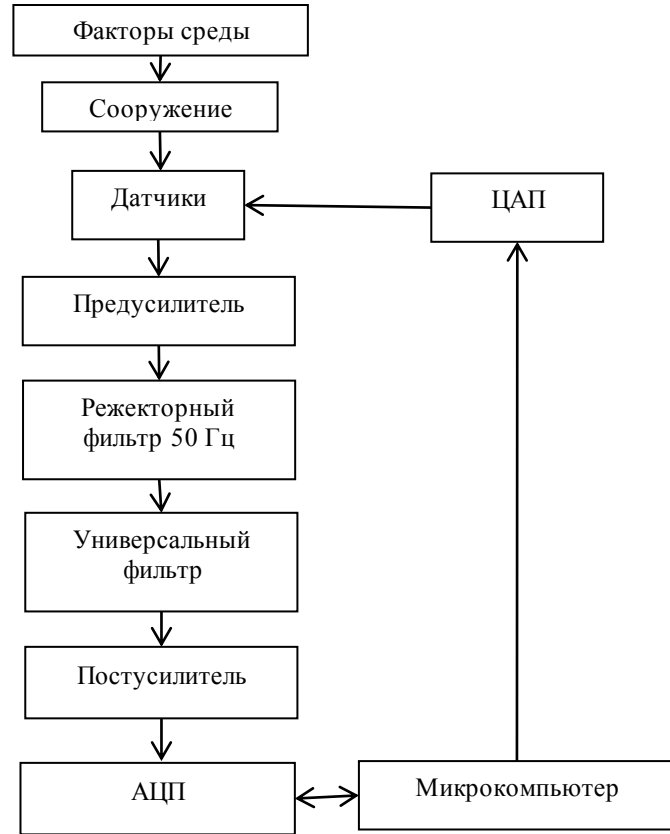 Факторы среды
Сооружение
Датчики
ЦАП
Предусилитель
Режекторный
фильтр 50 Гц
Универсальный
фильтр
Постусилитель
АЦП
Микрокомпьютер